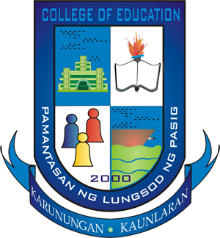 COLLEGE OF EDUCATION
PAMANTASAN NG LUNGSOD NG PASIG
2000
KARUNUNGAN • KAUNLARAN